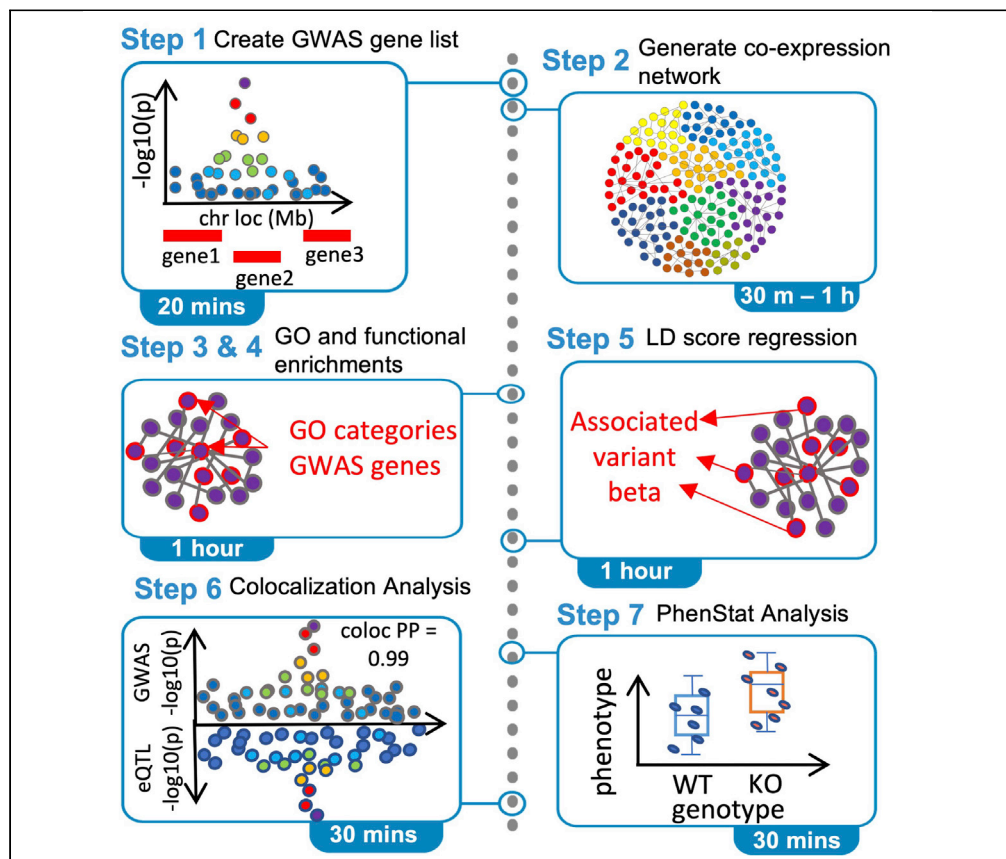 Step 1 Create GWAS gene list
-log10(p)
chr loc (Mb)
gene1
gene2
gene3
20 mins
Step 2 Generate co-expression
network
30 m – 1 h
Step 3 & 4 GO and functional
enrichments
GO categories
GWAS genes
1 hour
Step 5 LD score regression
Associated
variant
beta
1 hour
Step 6 Colocalization Analysis
coloc PP =
0.99
GWAS
-log10(p)
eQTL
-log10(p)
30 mins
Step 7 PhenStat Analysis
phenotype
WT KO
genotype
30 mins